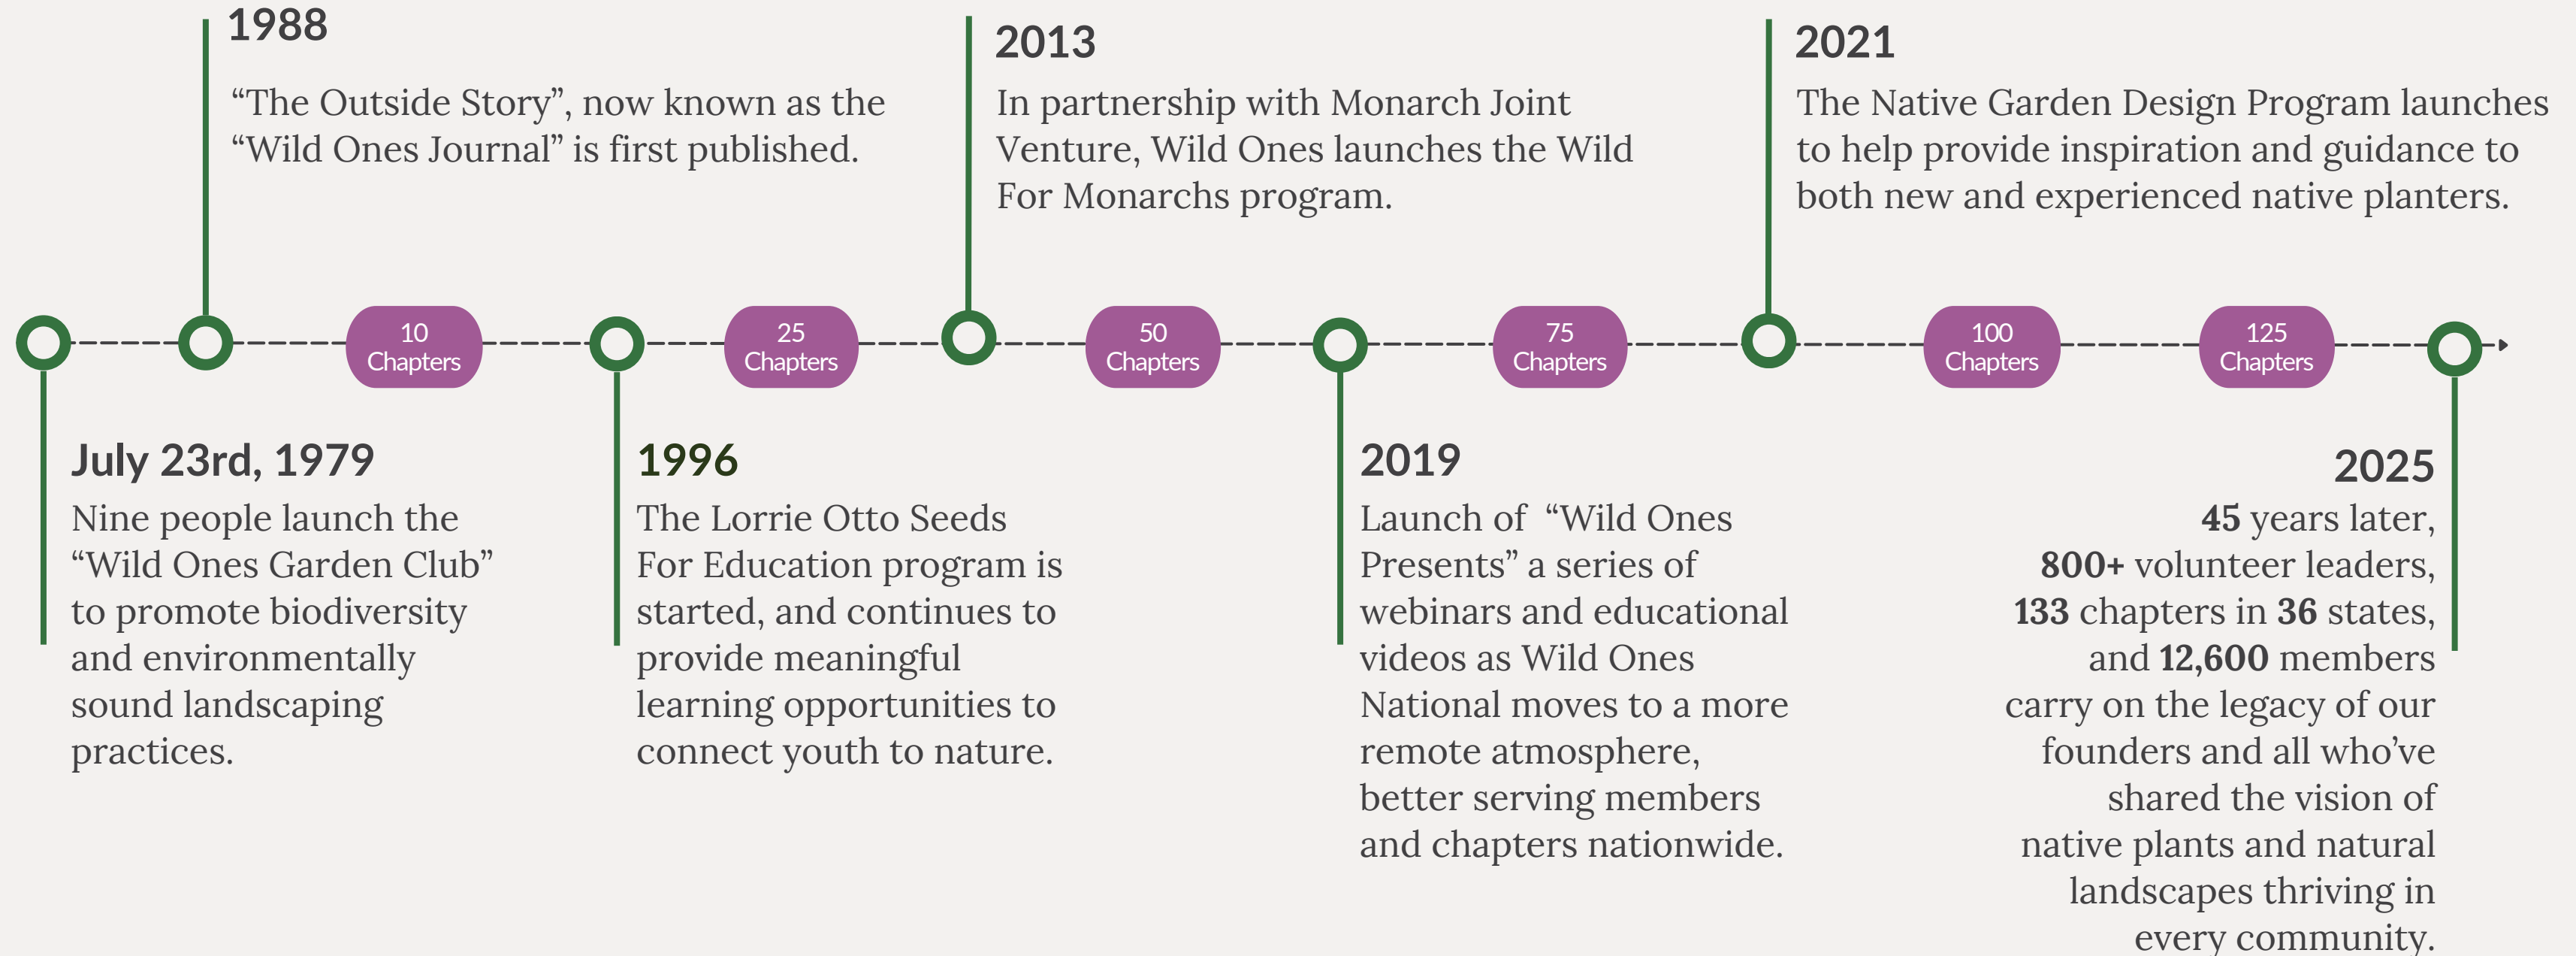 1988
“The Outside Story”, now known as the
“Wild Ones Journal” is first published.
2013
In partnership with Monarch Joint
Venture, Wild Ones launches the Wild
For Monarchs program.
2021
The Native Garden Design Program launches
to help provide inspiration and guidance to
both new and experienced native planters.
10
Chapters
25
Chapters
50
Chapters
75
Chapters
100
Chapters
125
Chapters
July 23rd, 1979
Nine people launch the
“Wild Ones Garden Club”
to promote biodiversity
and environmentally
sound landscaping
practices.
1996
The Lorrie Otto Seeds
For Education program is
started, and continues to
provide meaningful
learning opportunities to
connect youth to nature.
2019
Launch of  “Wild Ones
Presents” a series of
webinars and educational
videos as Wild Ones
National moves to a more
remote atmosphere,
better serving members
and chapters nationwide.
2025
45 years later,
800+ volunteer leaders,
133 chapters in 36 states,
and 12,600 members
carry on the legacy of our
founders and all who’ve
shared the vision of
native plants and natural
landscapes thriving in
every community.